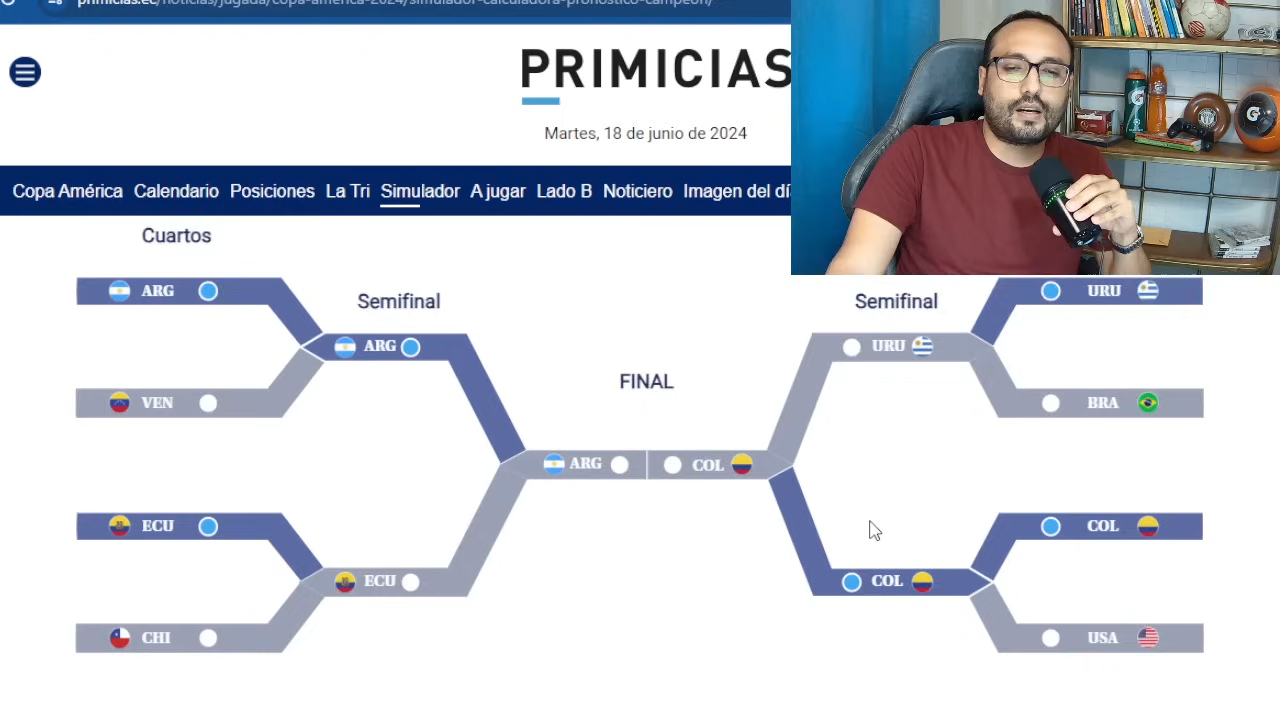 primicias.ec/noticias/jugada/copa-america-2024/simulador-calculadora-pronostico-campeon/
PRIMICIAS
Martes, 18 de junio de 2024
Copa América Calendario Posiciones La Tri Simulador A jugar Lado B Noticiero Imagen del dí
Cuartos
ARG
URU
Semifinal
Semifinal
ARG
URU
FINAL
VEN
BRA
ARG
COL
ECU
COL
ECU
COL
CHI
USA